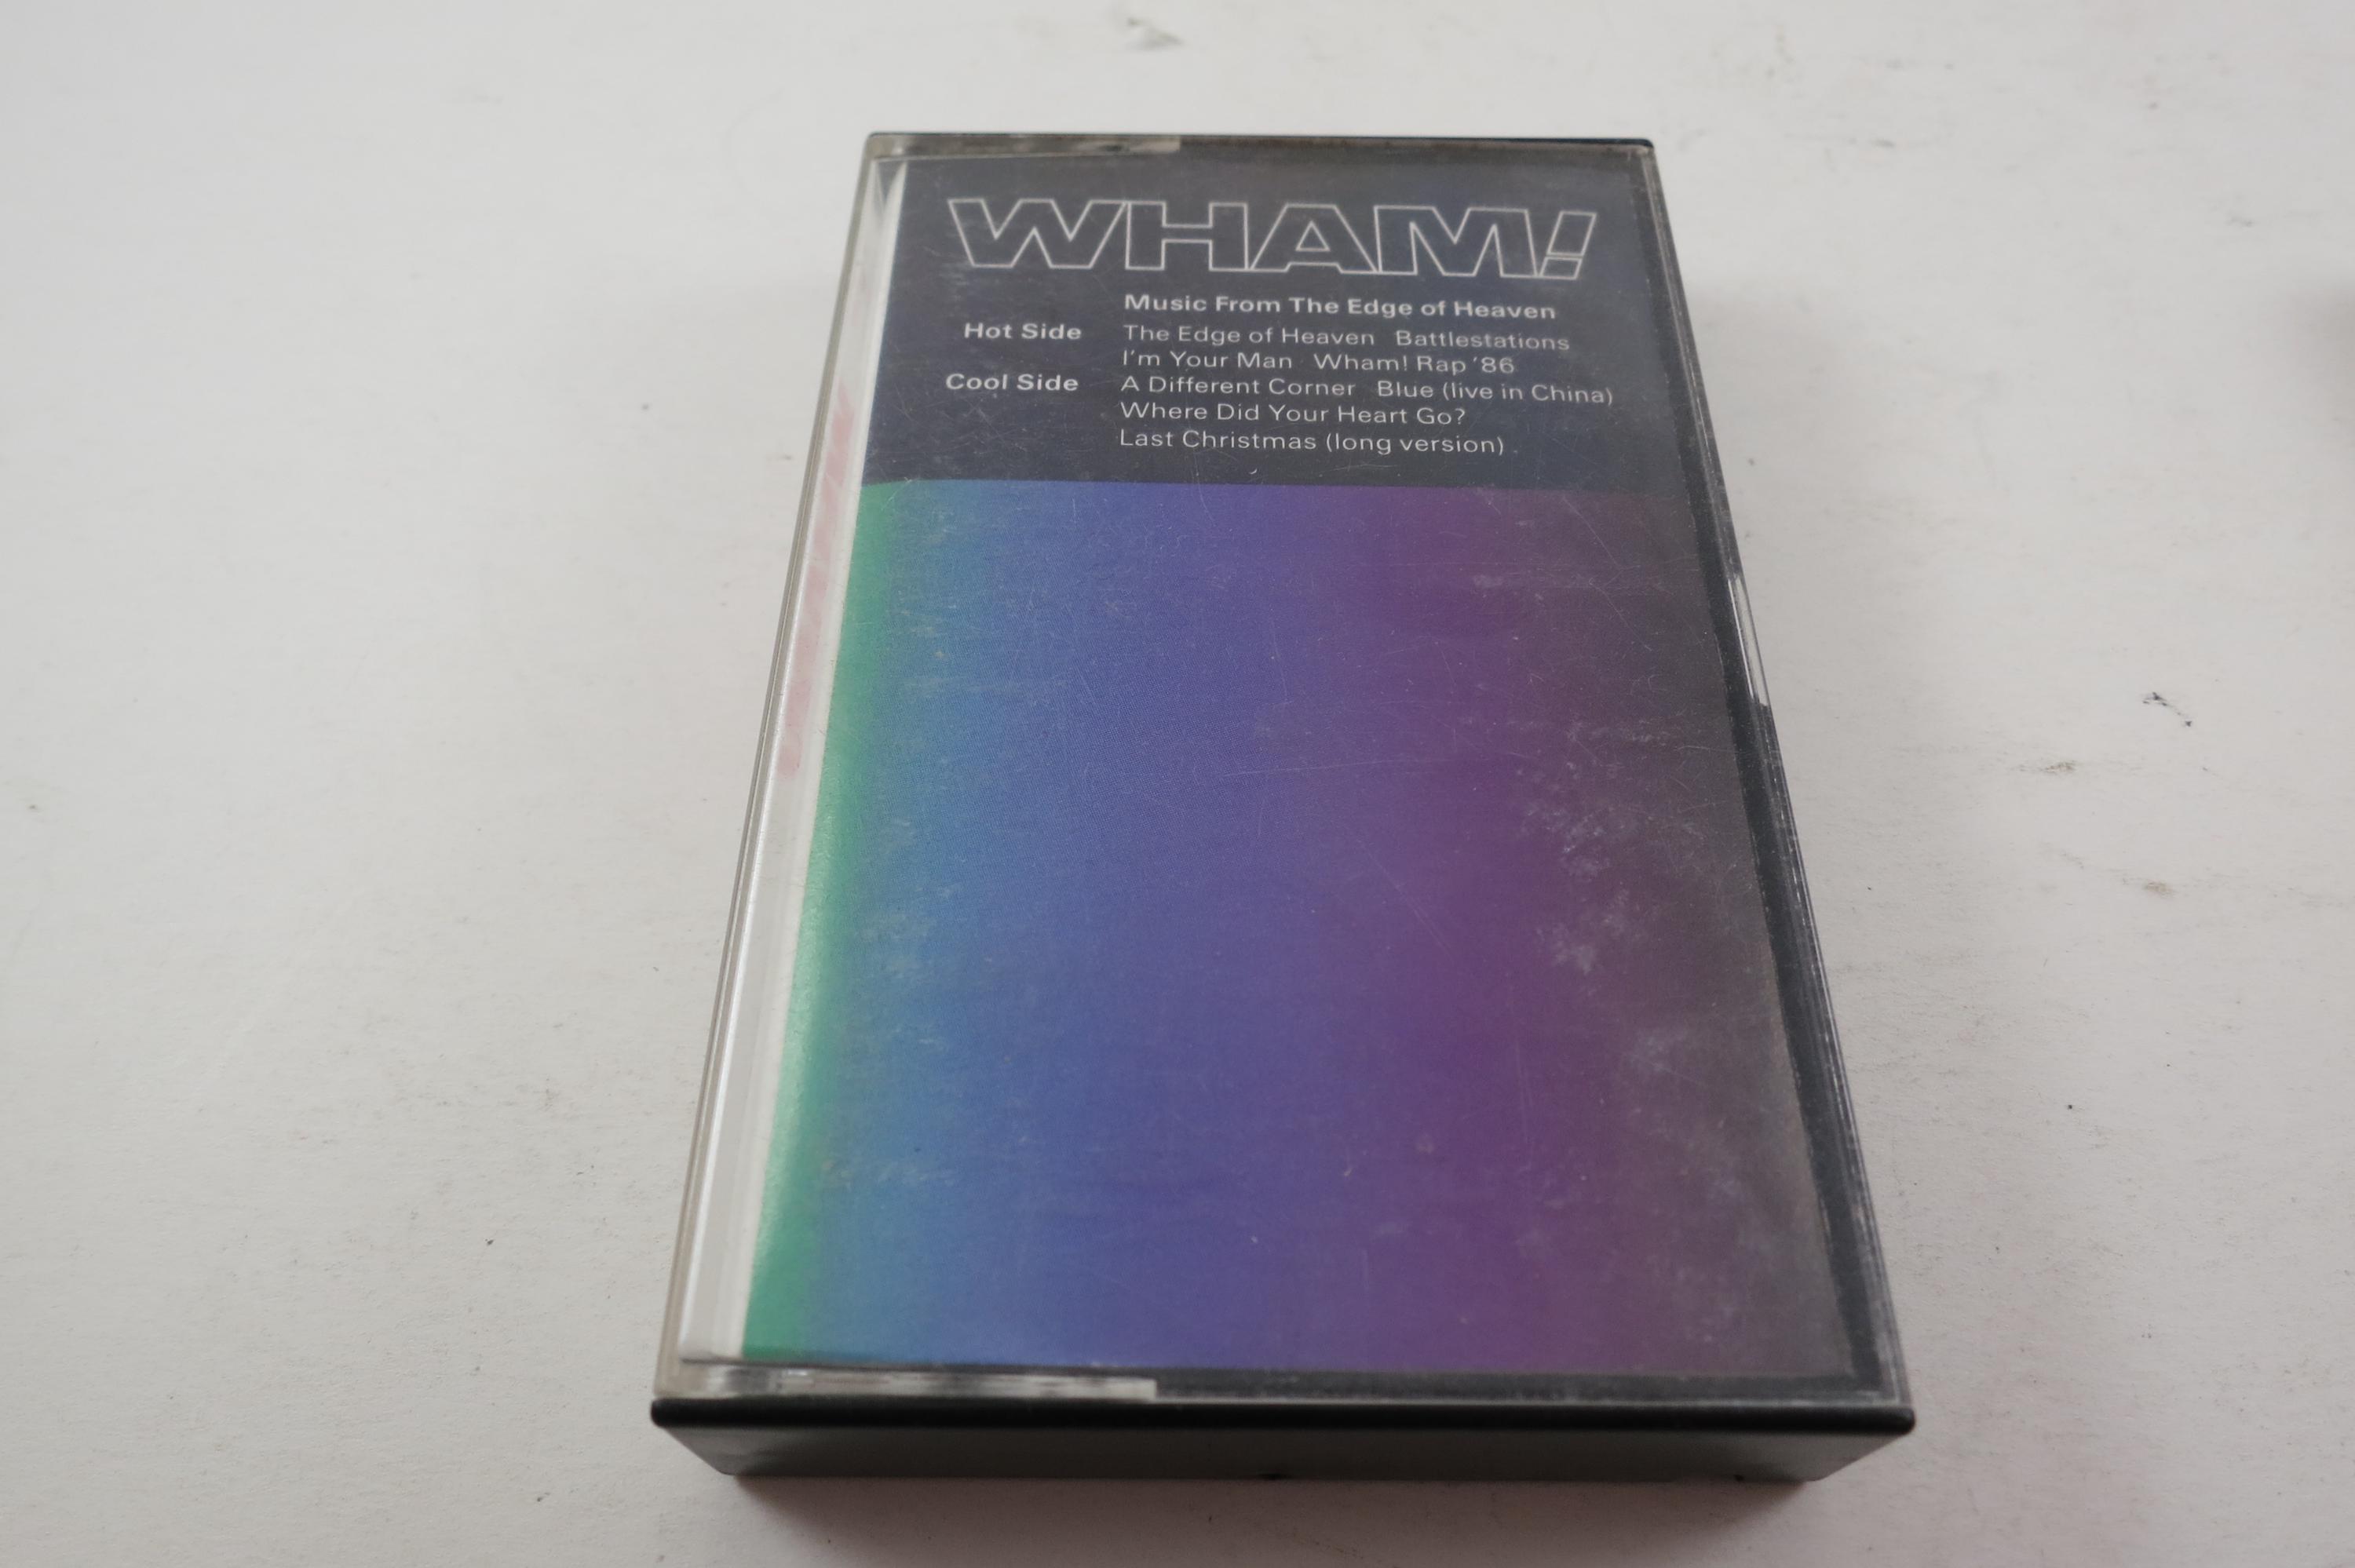 WHAM!
Music From The Edge of Heaven
Hot Side The Edge of Heaven Battlestations
I'm Your Man Wham! Rap '86
Cool Side A Different Corner Blue (live in China)
Where Did Your Heart Go?
Last Christmas (long version)